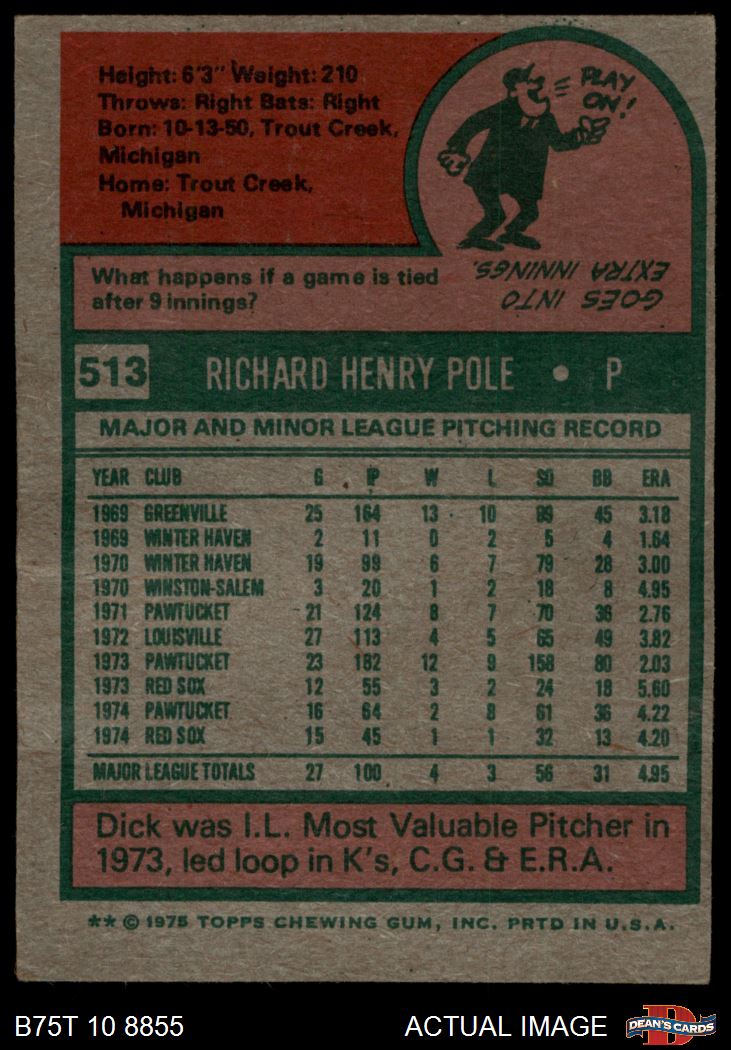 Height: 6'3" Weight: 210
Throws: Right Bats: Right
Born: 10-13-50, Trout Creek,
Michigan
Home: Trout Creek,
Michigan
PLAY
ON!
What happens if a game is tied
after 9 innings?
GOES INTO
EXTRA INNINGS.
513 RICHARD HENRY POLE • P
MAJOR AND MINOR LEAGUE PITCHING RECORD
YEAR CLUB G IP W L SO BB ERA
1969 GREENVILLE 25 164 13 10 89 45 3.18
1969 WINTER HAVEN 2 11 0 2 5 4 1.64
1970 WINTER HAVEN 19 99 6 7 79 28 3.00
1970 WINSTON-SALEM 3 20 1 2 18 8 4.95
1971 PAWTUCKET 21 124 8 7 70 36 2.76
1972 LOUISVILLE 27 113 4 5 65 49 3.82
1973 PAWTUCKET 23 182 12 9 158 80 2.03
1973 RED SOX 12 55 3 2 24 18 5.60
1974 PAWTUCKET 16 64 2 8 61 36 4.22
1974 RED SOX 15 45 1 1 32 13 4.20
MAJOR LEAGUE TOTALS 27 100 4 3 56 31 4.95
Dick was I.L. Most Valuable Pitcher in
1973, led loop in K's, C.G. & E.R.A.
** © 1975 TOPPS CHEWING GUM, INC. PRTD IN U.S.A.
B75T 10 8855 ACTUAL IMAGE
D
DEAN'S CARDS